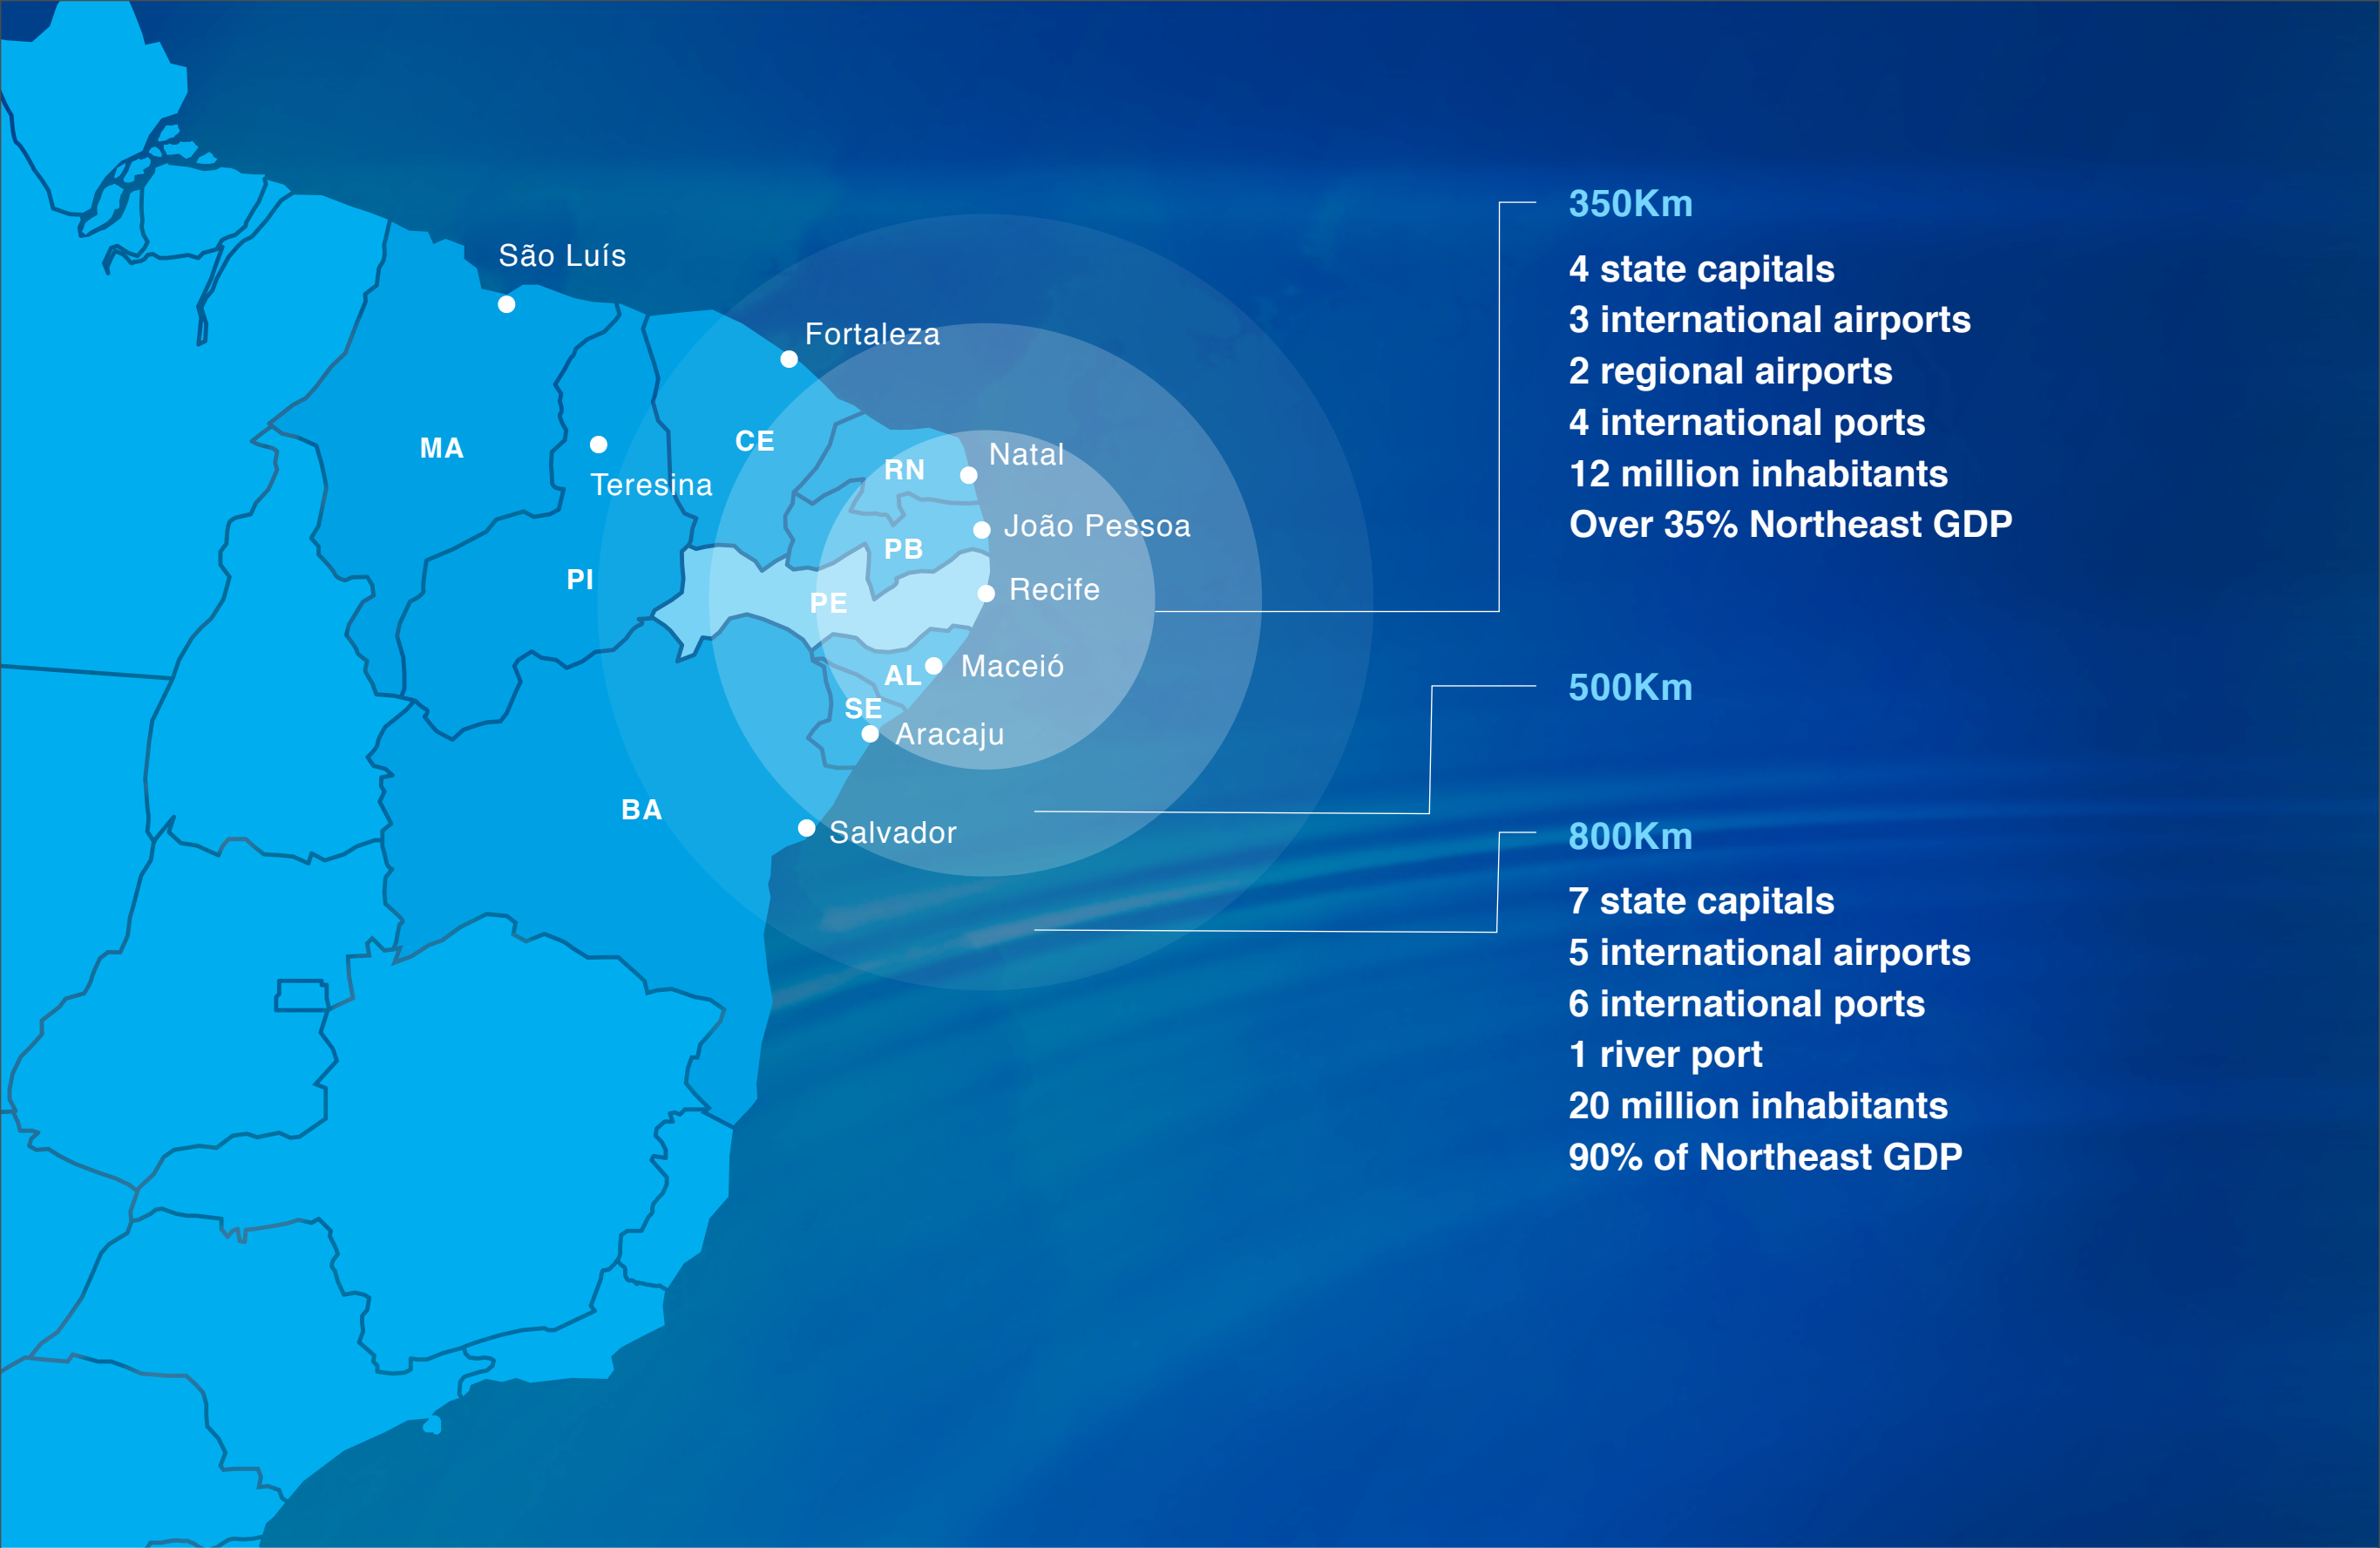 São Luís
Fortaleza
MA
CE
Teresina
RN
Natal
João Pessoa
PB
PI
PE
Recife
AL
Maceió
SE
Aracaju
BA
Salvador
350Km
4 state capitals
3 international airports
2 regional airports
4 international ports
12 million inhabitants
Over 35% Northeast GDP
500Km
800Km
7 state capitals
5 international airports
6 international ports
1 river port
20 million inhabitants
90% of Northeast GDP